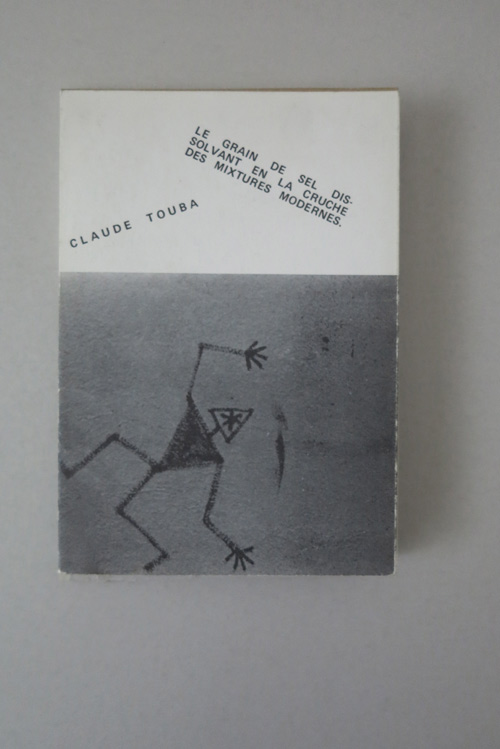 LE GRAIN DE SEL DIS-
SOLVANT EN LA CRUCHE
DES MIXTURES MODERNES.
CLAUDE TOUBA